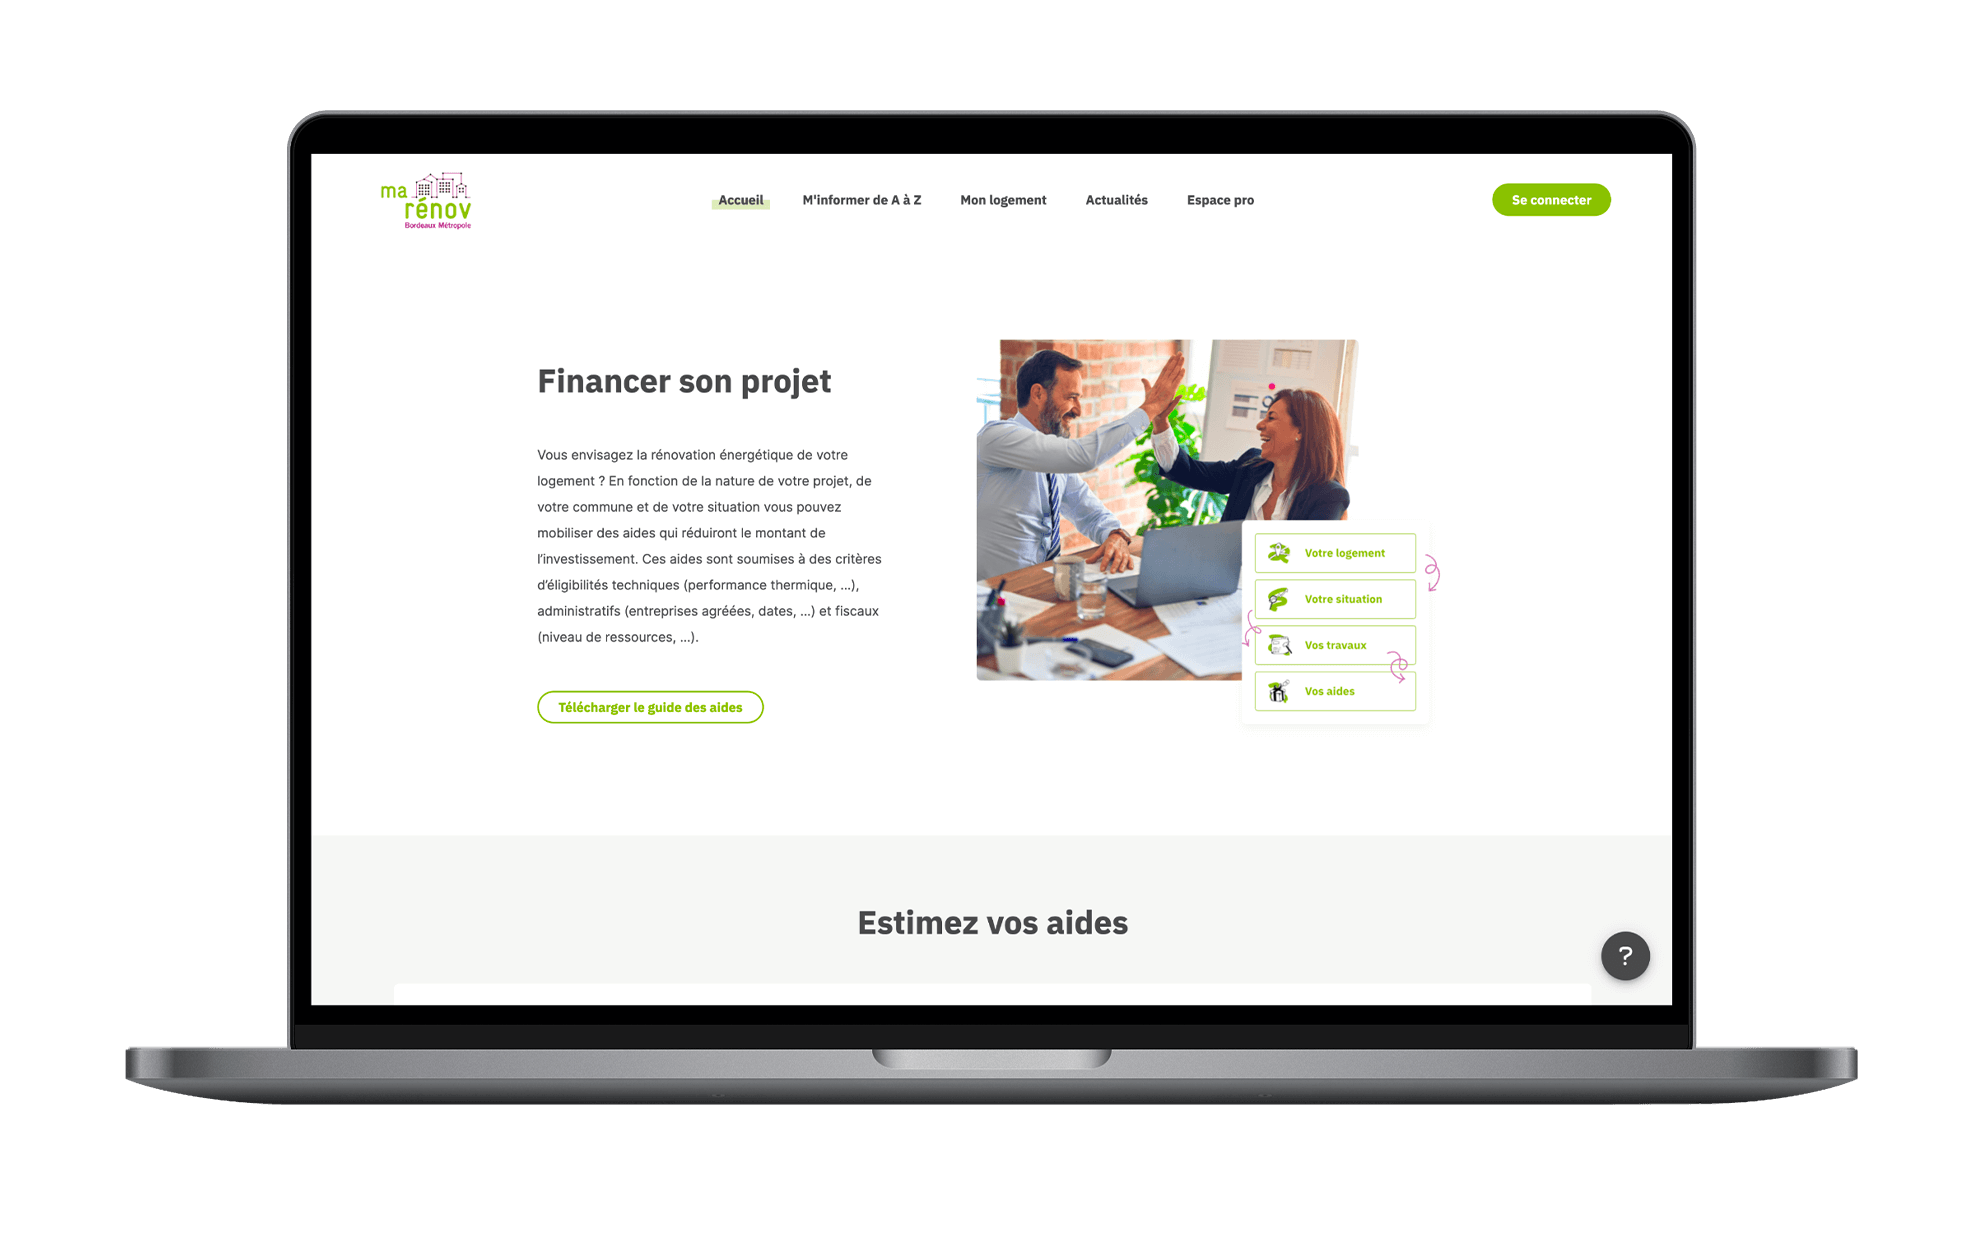 ma
rénov
Bordeaux Métropole
Accueil
M'informer de A à Z
Mon logement
Actualités
Espace pro
Se connecter
Financer son projet
Vous envisagez la rénovation énergétique de votre
logement ? En fonction de la nature de votre projet, de
votre commune et de votre situation vous pouvez
mobiliser des aides qui réduiront le montant de
l’investissement. Ces aides sont soumises à des critères
d’éligibilités techniques (performance thermique, ...),
administratifs (entreprises agréées, dates, ...) et fiscaux
(niveau de ressources, ...).
Télécharger le guide des aides
Votre logement
Votre situation
Vos travaux
Vos aides
Estimez vos aides
?